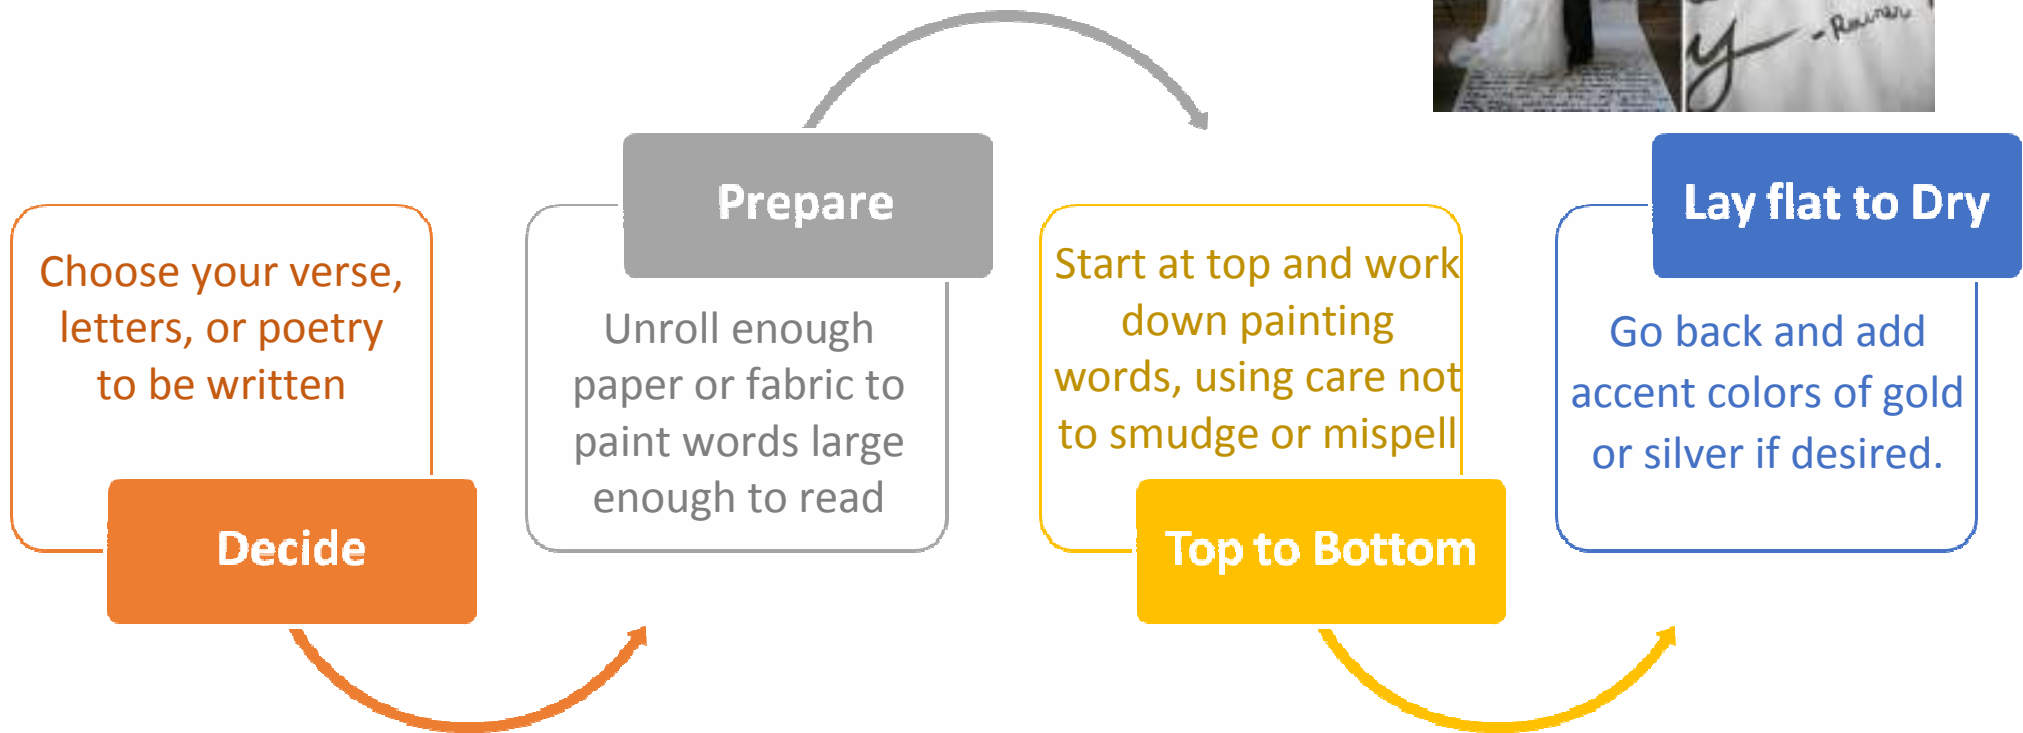 - Rainer
y
Choose your verse,
letters, or poetry
to be written
Decide
Prepare
Unroll enough
paper or fabric to
paint words large
enough to read
Start at top and work
down painting
words, using care not
to smudge or mispell
Top to Bottom
Lay flat to Dry
Go back and add
accent colors of gold
or silver if desired.